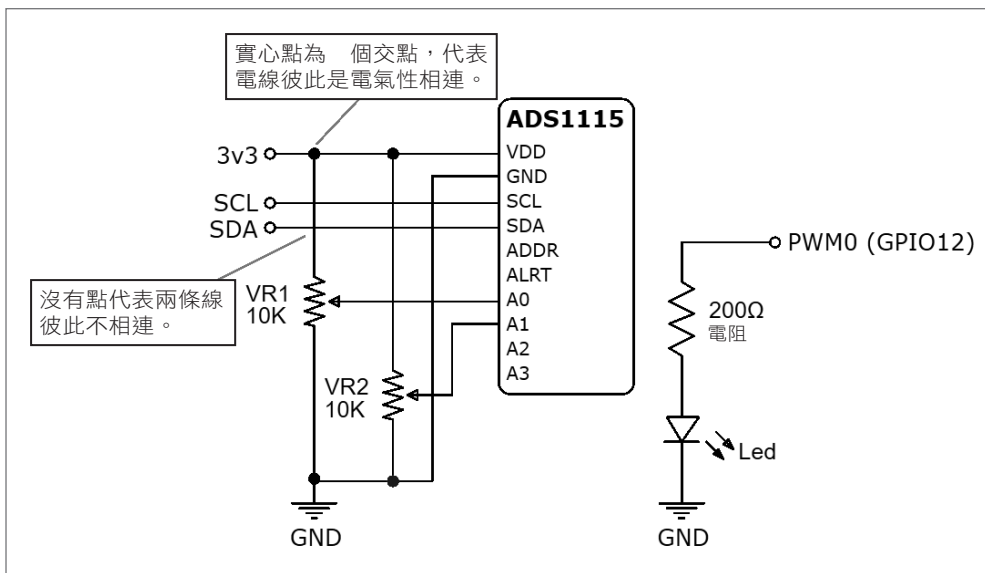 實心點為 個交點，代表
電線彼此是電氣性相連。
ADS1115
3v3
VDD
GND
SCL
SCL
SDA
SDA
ADDR
PWM0 (GPIO12)
ALRT
沒有點代表兩條線
彼此不相連。
VR1
10K
A0
A1
A2
A3
200Ω
電阻
VR2
10K
Led
GND
GND